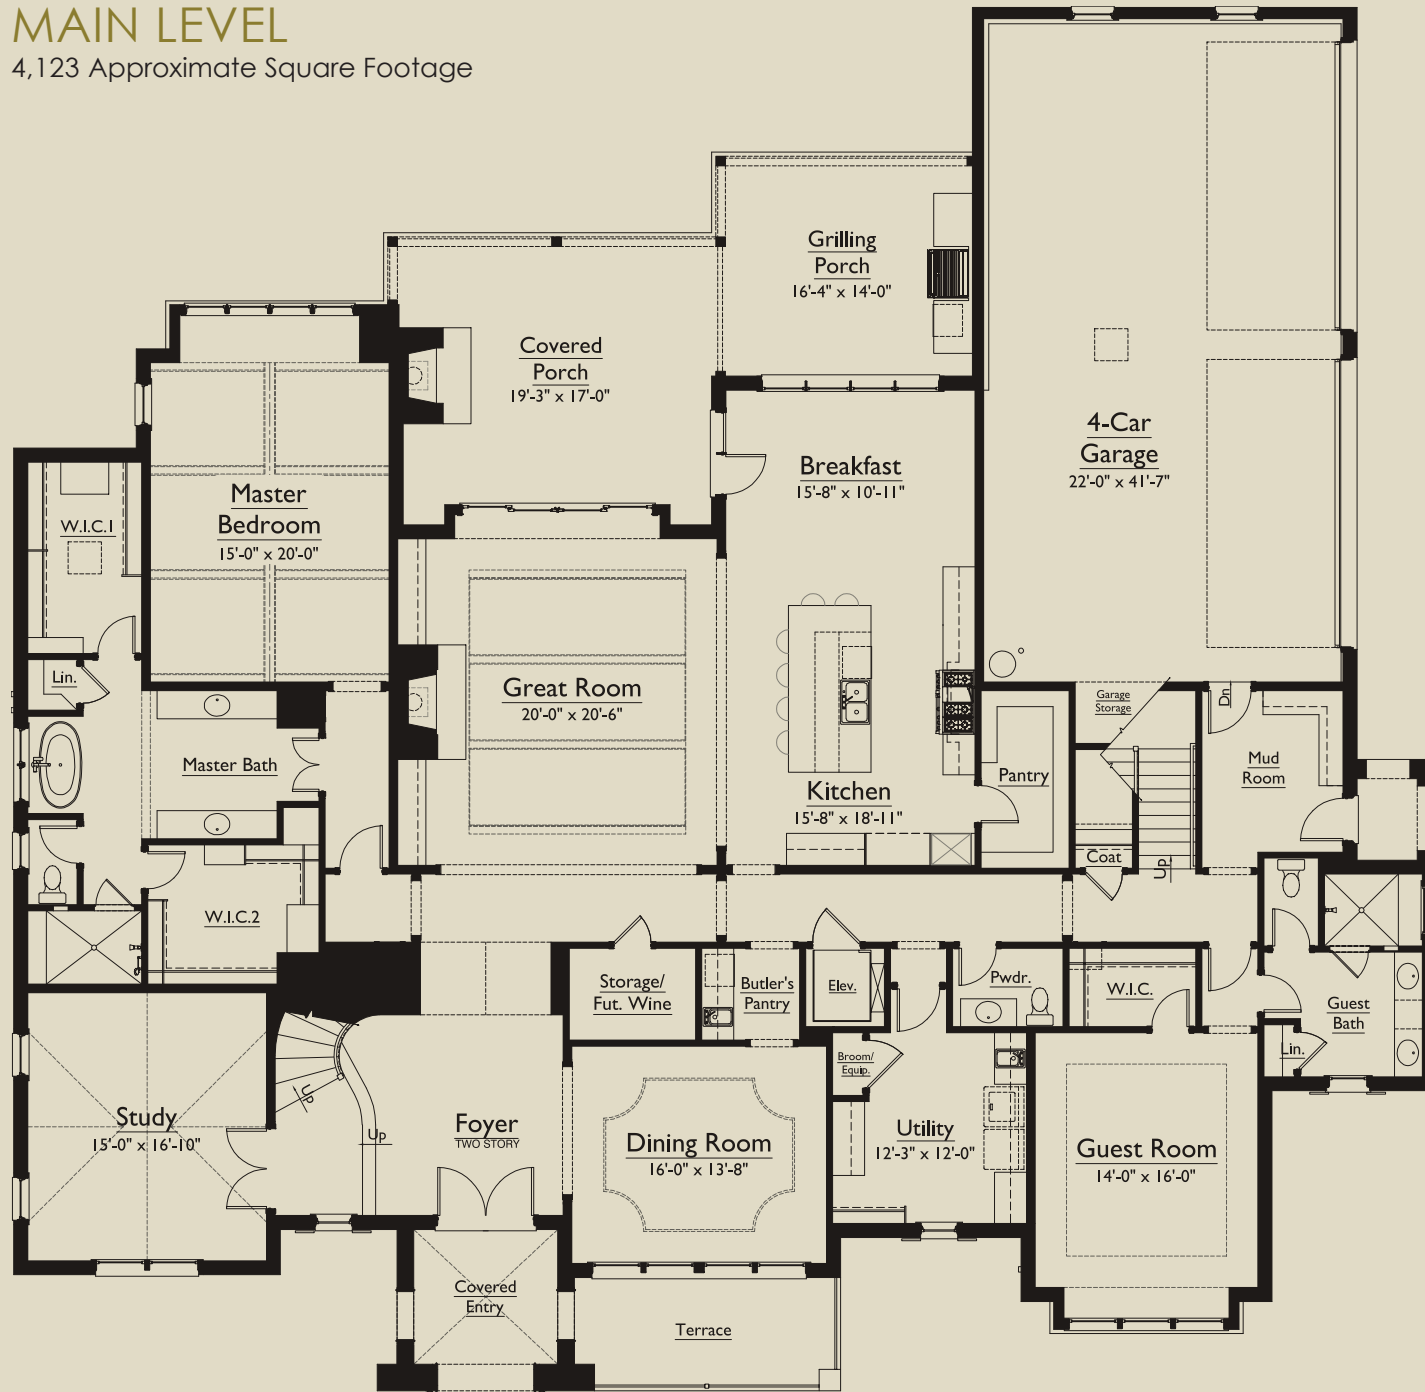 MAIN LEVEL
4,123 Approximate Square Footage
Grilling
Porch
16'-4" x 14'-0"
Covered
Porch
19'-3" x 17'-0"
4-Car
Garage
22'-0" x 41'-7"
Breakfast
15'-8" x 10'-11"
Master
Bedroom
15'-0" x 20'-0"
W.I.C.1
Lin.
Great Room
20'-0" x 20'-6"
Garage
Storage
Dn
Master Bath
Pantry
Mud
Room
Kitchen
15'-8" x 18'-11"
Coat
UP
W.I.C.2
Storage/
Fut. Wine
Butler's
Pantry
Elev.
Pwdr.
W.I.C.
Guest
Bath
Lin.
Broom/
Equip.
UP
Up
Study
15'-0" x 16'-10"
Foyer
TWO STORY
Dining Room
16'-0" x 13'-8"
Utility
12'-3" x 12'-0"
Guest Room
14'-0" x 16'-0"
Covered
Entry
Terrace